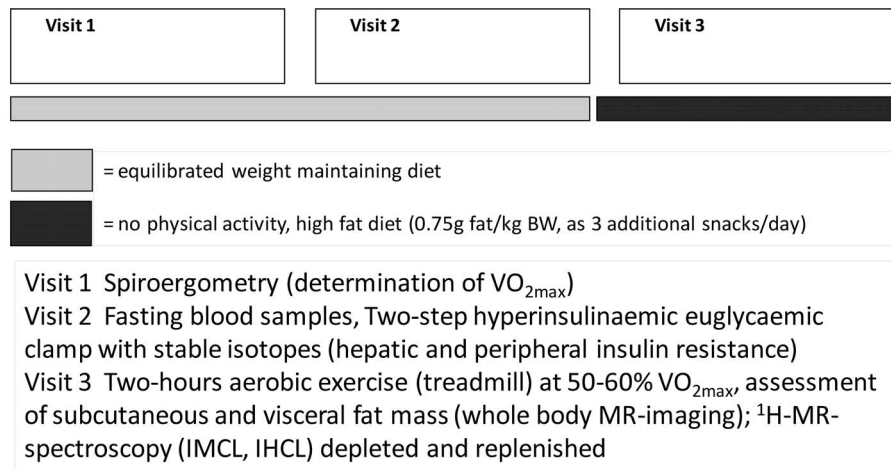 Visit 1 Visit 2 Visit 3
= equilibrated weight maintaining diet
= no physical activity, high fat diet (0.75g fat/kg BW, as 3 additional snacks/day)
Visit 1 Spiroergometry (determination of VO₂max)
Visit 2 Fasting blood samples, Two-step hyperinsulinaemic euglycaemic
clamp with stable isotopes (hepatic and peripheral insulin resistance)
Visit 3 Two-hours aerobic exercise (treadmill) at 50-60% VO₂max, assessment
of subcutaneous and visceral fat mass (whole body MR-imaging); ¹H-MR-
spectroscopy (IMCL, IHCL) depleted and replenished